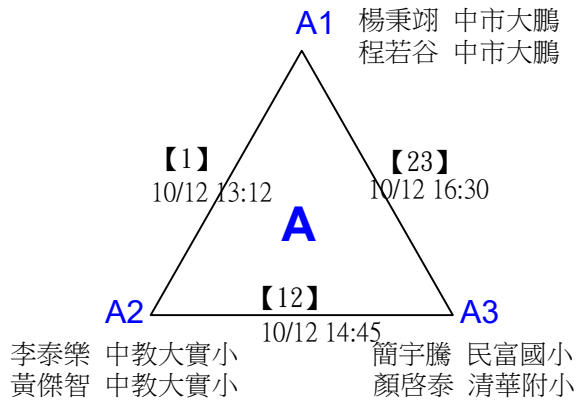 A1 楊秉翊 中市大鵬
程若谷 中市大鵬
【1】
10/12 13:12
【23】
10/12 16:30
A
A2
【12】
10/12 14:45
A3
李泰樂 中教大實小
黃傑智 中教大實小
簡宇騰 民富國小
顏啓泰 清華附小